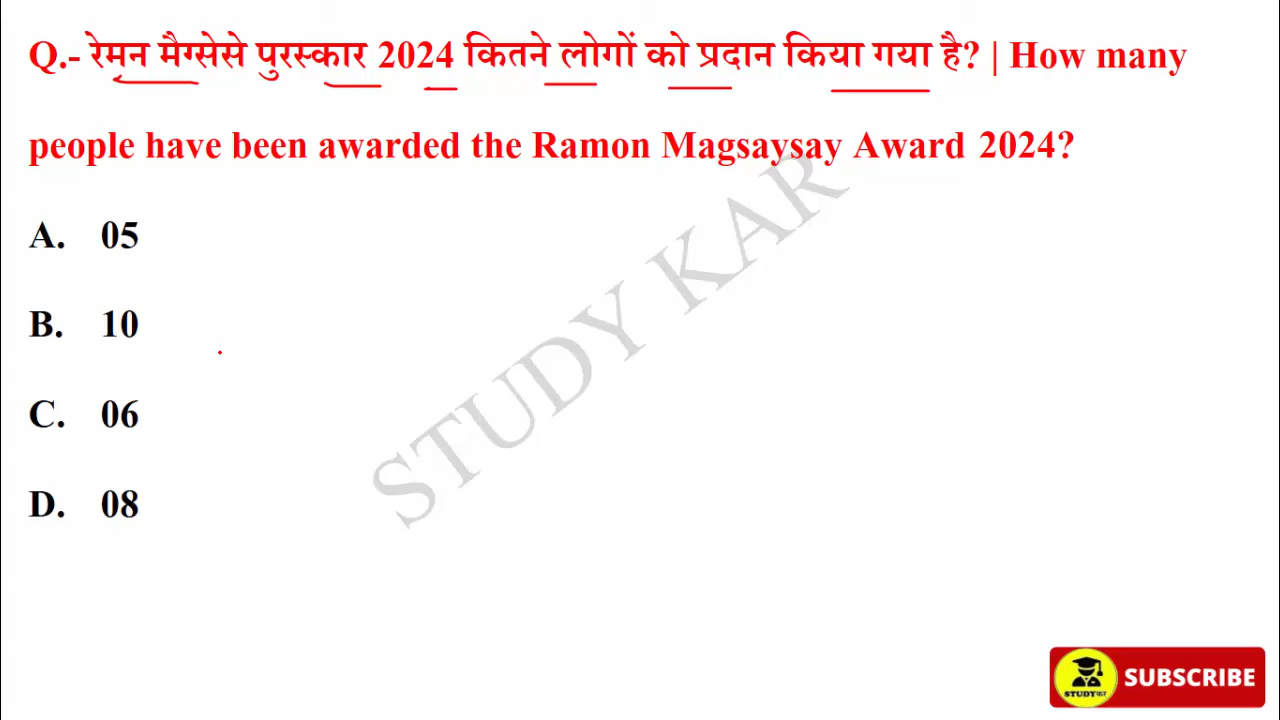 Q.- रेमन मैग्सेसे पुरस्कार 2024 कितने लोगों को प्रदान किया गया है? | How many
people have been awarded the Ramon Magsaysay Award 2024?
A. 05
B. 10
C. 06
D. 08
STUDY KAR
STUDYकर
SUBSCRIBE